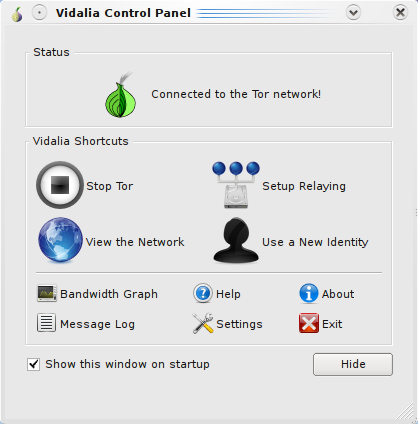 Vidalia Control Panel
Status
Connected to the Tor network!
Vidalia Shortcuts
Stop Tor
Setup Relaying
View the Network
Use a New Identity
Bandwidth Graph
Help
About
Message Log
Settings
Exit
Show this window on startup
Hide